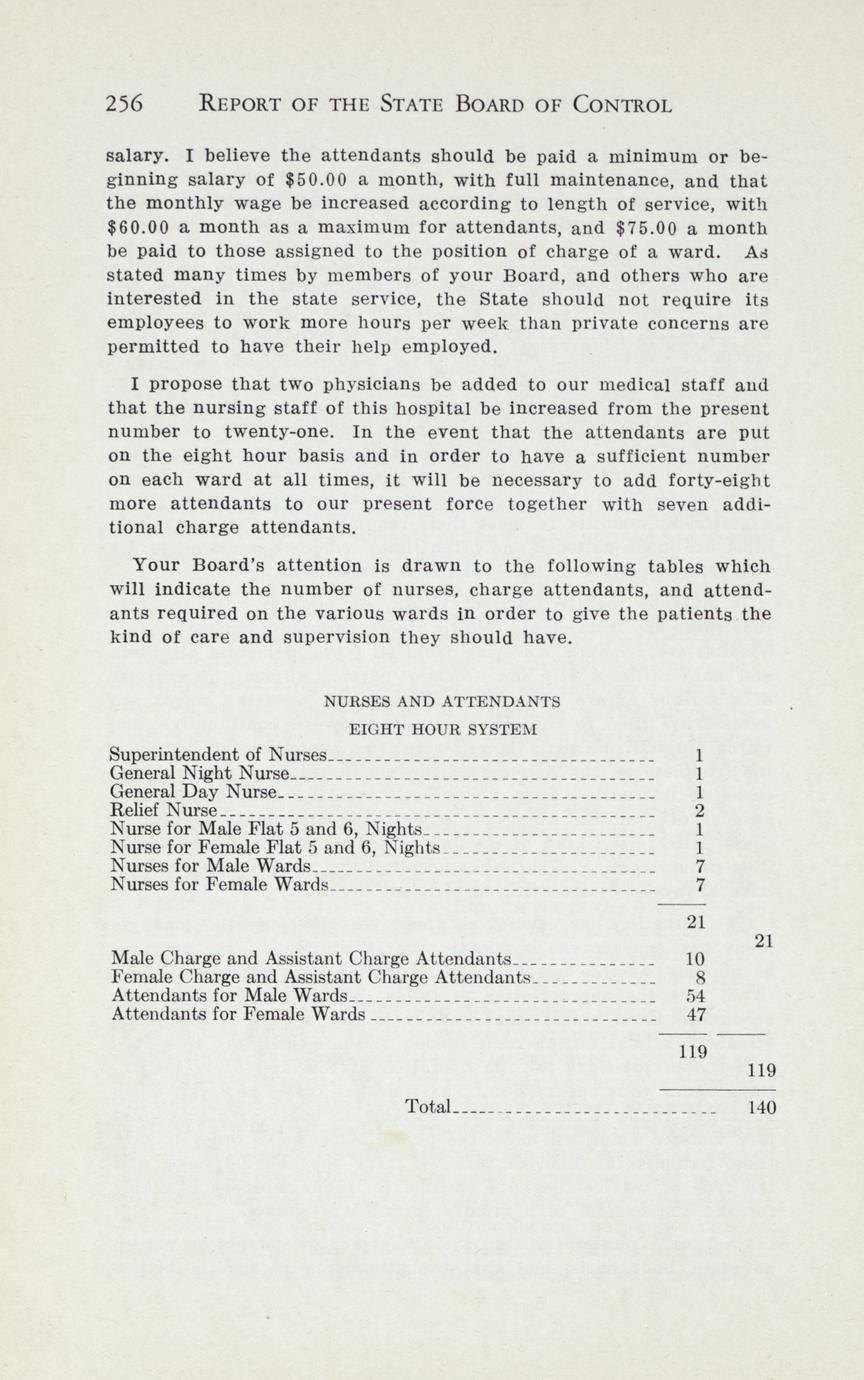 256 REPORT OF THE STATE BOARD OF CONTROL
salary. I believe the attendants should be paid a minimum or be-
ginning salary of $50.00 a month, with full maintenance, and that
the monthly wage be increased according to length of service, with
$60.00 a month as a maximum for attendants, and $75.00 a month
be paid to those assigned to the position of charge of a ward. As
stated many times by members of your Board, and others who are
interested in the state service, the State should not require its
employees to work more hours per week than private concerns are
permitted to have their help employed.
I propose that two physicians be added to our medical staff and
that the nursing staff of this hospital be increased from the present
number to twenty-one. In the event that the attendants are put
on the eight hour basis and in order to have a sufficient number
on each ward at all times, it will be necessary to add forty-eight
more attendants to our present force together with seven addi-
tional charge attendants.
Your Board's attention is drawn to the following tables which
will indicate the number of nurses, charge attendants, and attend-
ants required on the various wards in order to give the patients the
kind of care and supervision they should have.
NURSES AND ATTENDANTS
EIGHT HOUR SYSTEM
Superintendent of Nurses 1
General Night Nurse 1
General Day Nurse 1
Relief Nurse 2
Nurse for Male Flat 5 and 6, Nights 1
Nurse for Female Flat 5 and 6, Nights 1
Nurses for Male Wards 7
Nurses for Female Wards 7
21
21
Male Charge and Assistant Charge Attendants 10
Female Charge and Assistant Charge Attendants 8
Attendants for Male Wards 54
Attendants for Female Wards 47
119
119
Total 140